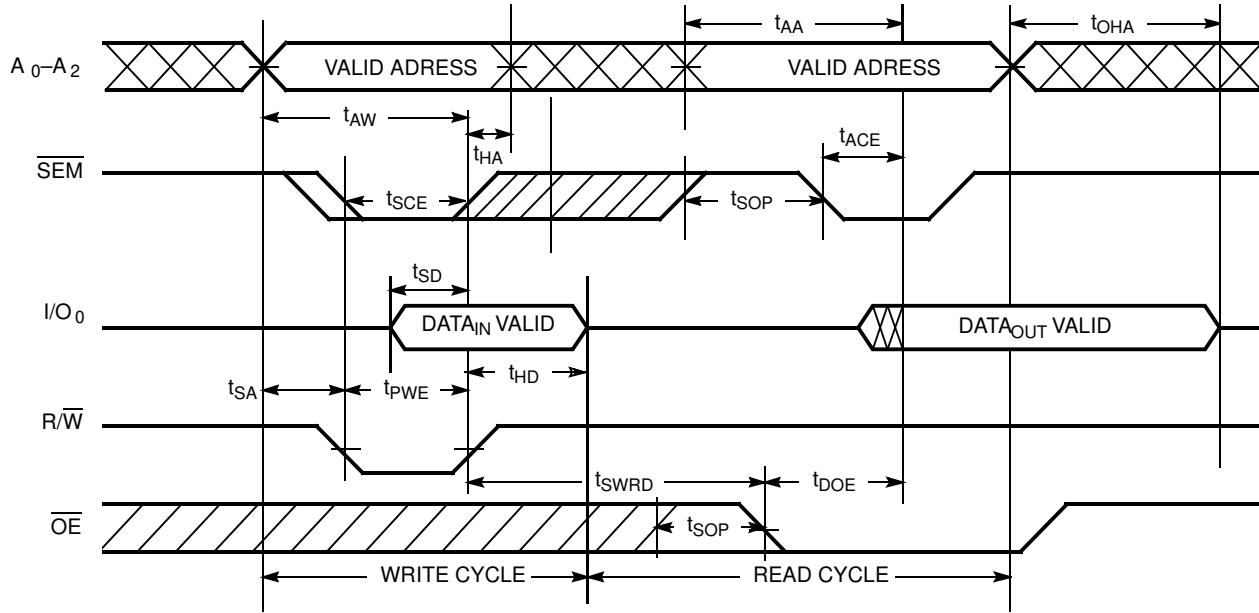 tAA
tOHA
A0–A2
VALID ADRESS
VALID ADRESS
tAW
tHA
tACE
SEM
tSCE
tSOP
tSD
I/O0
DATAIN VALID
DATAOUT VALID
tSA
tPWE
tHD
R/W
tSWRD
tDOE
OE
tSOP
WRITE CYCLE
READ CYCLE